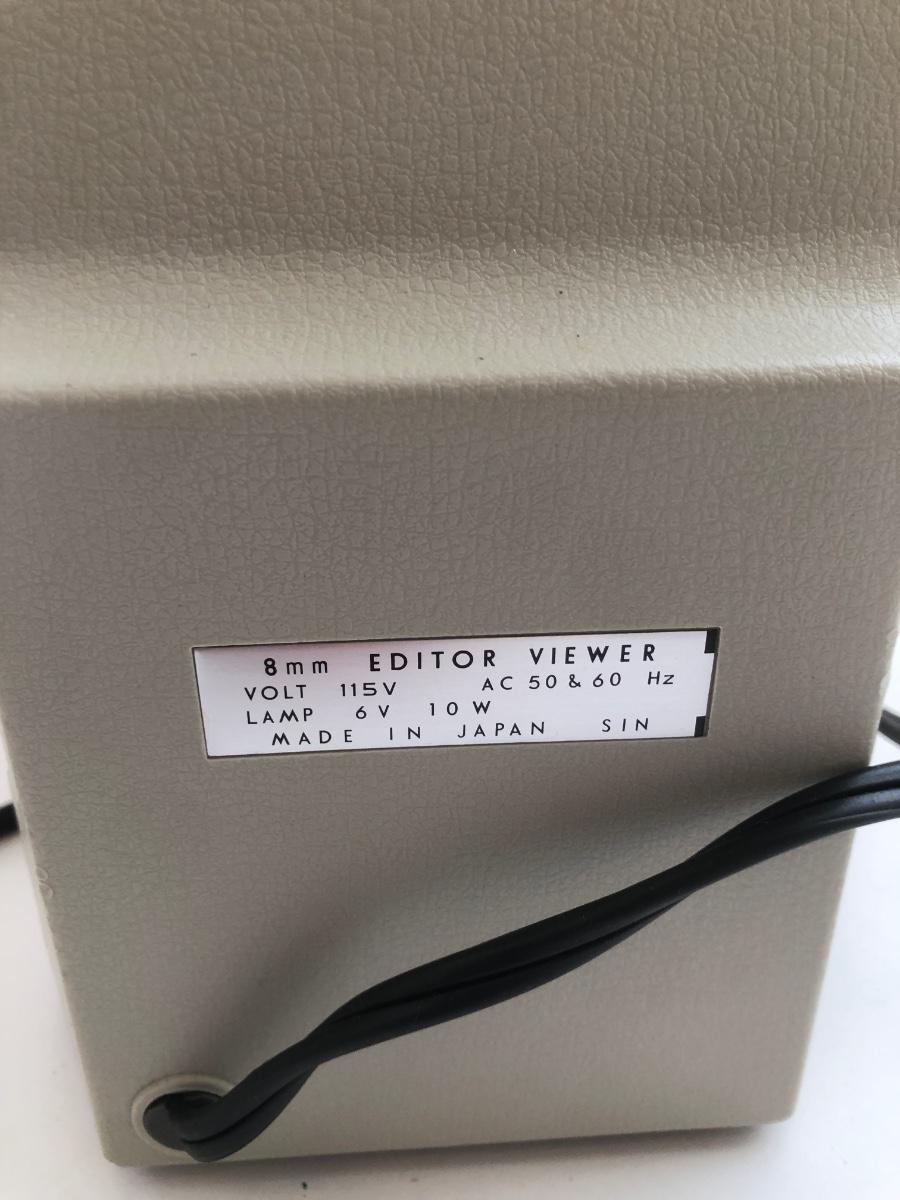 8mm EDITOR VIEWER
VOLT 115V AC 50 & 60 Hz
LAMP 6V 10W
MADE IN JAPAN SIN